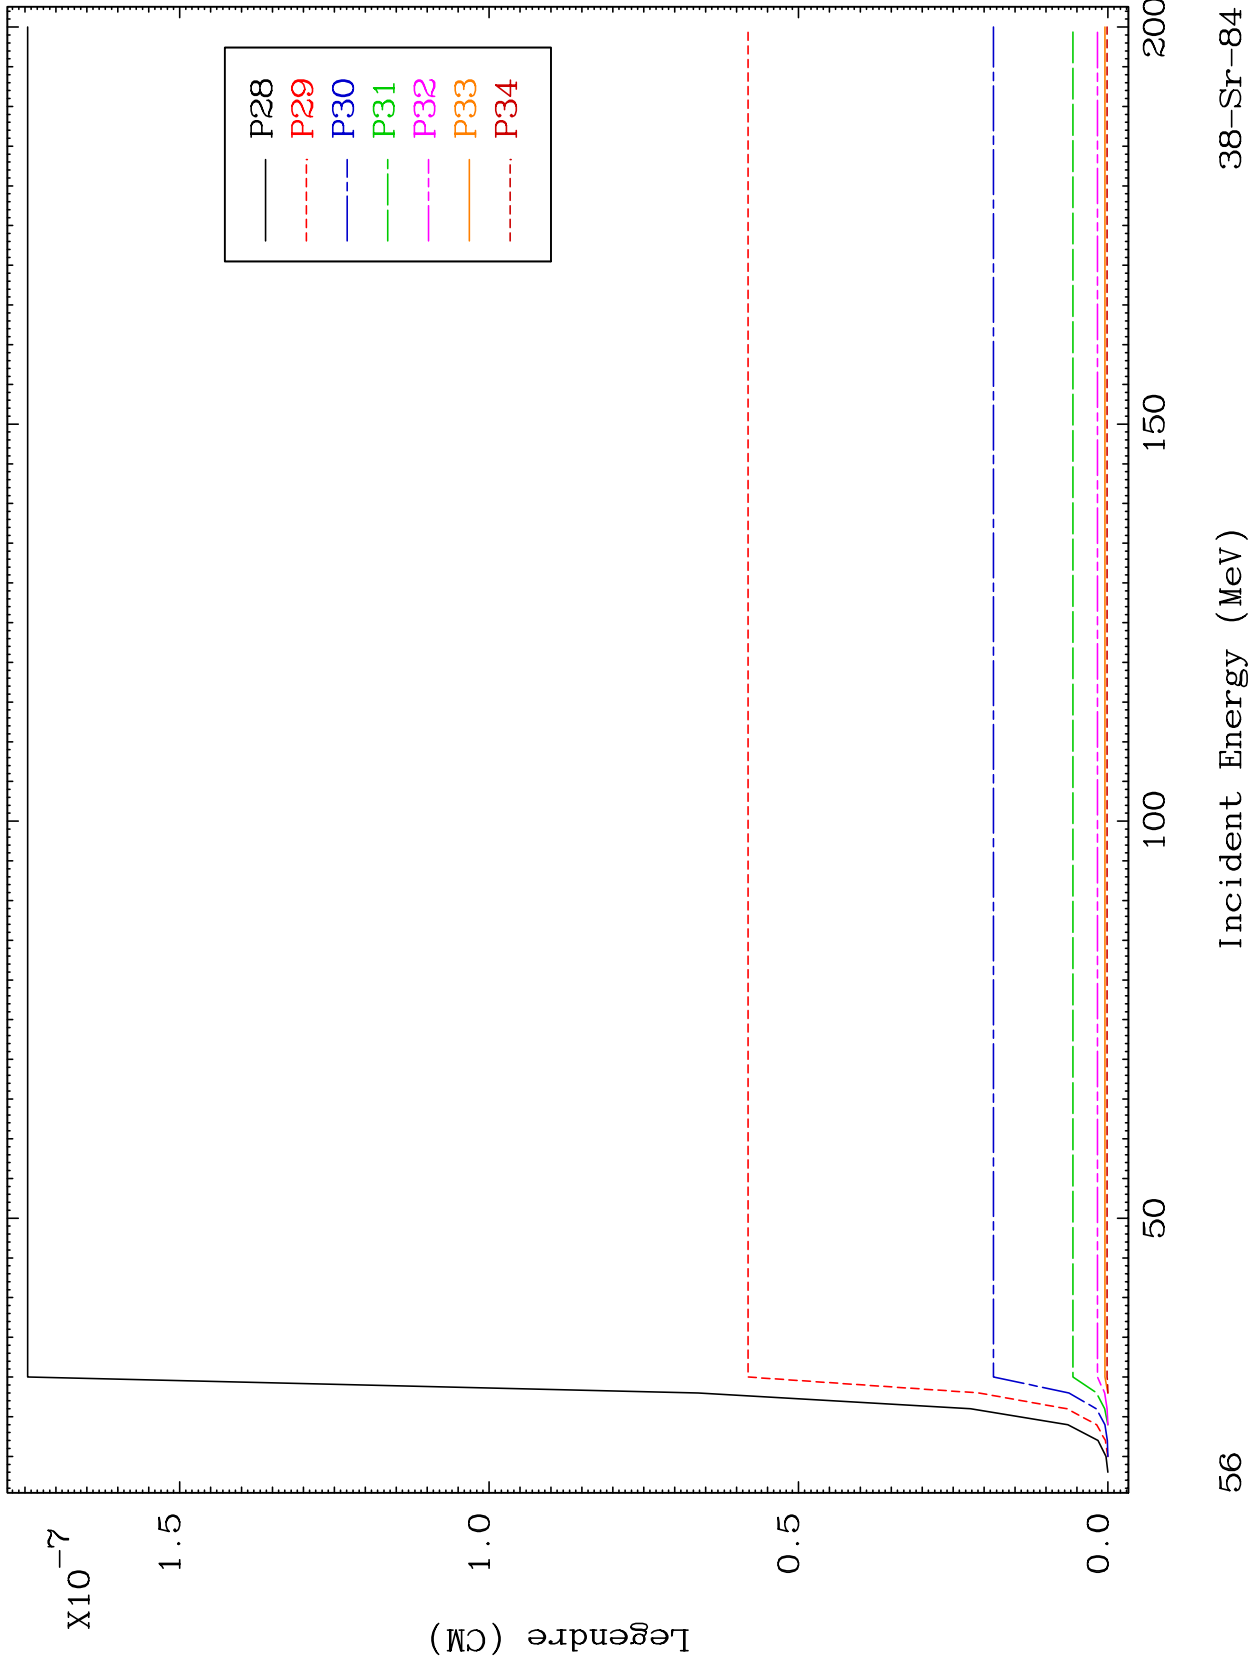 X10-7
1.5
1.0
0.5
0.0
Legendre (CM)
P28
P29
P30
P31
P32
P33
P34
50
100
150
200
56
Incident Energy (MeV)
38-Sr-84